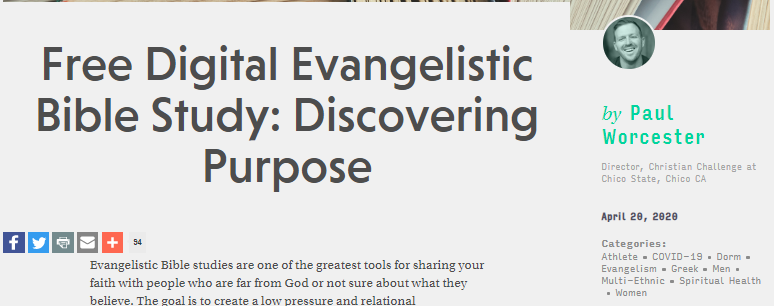 Free Digital Evangelistic
Bible Study: Discovering
Purpose
94
Evangelistic Bible studies are one of the greatest tools for sharing your
faith with people who are far from God or not sure about what they
believe. The goal is to create a low pressure and relational
by Paul
Worcester
Director, Christian Challenge at
Chico State, Chico CA
April 20, 2020
Categories:
Athlete ▪ COVID-19 ▪ Dorm ▪
Evangelism ▪ Greek ▪ Men ▪
Multi-Ethnic ▪ Spiritual Health
▪ Women